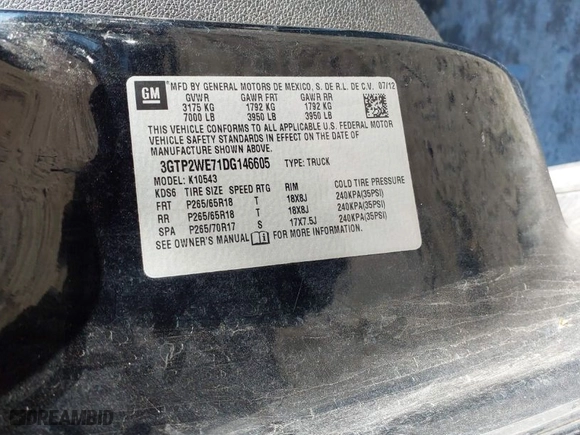 GM
MFD BY GENERAL MOTORS DE MEXICO, S. DE R.L. DE C.V. 07/12
GVWR GAWR FRT GAWR RR
3175 KG 1792 KG 1792 KG
7000 LB 3950 LB 3950 LB
THIS VEHICLE CONFORMS TO ALL APPLICABLE U.S. FEDERAL MOTOR
VEHICLE SAFETY STANDARDS IN EFFECT ON THE DATE OF
MANUFACTURE SHOWN ABOVE.
3GTP2WE71DG146605 TYPE: TRUCK
MODEL: K10543
KDS6 TIRE SIZE SPEED RTG RIM COLD TIRE PRESSURE
FRT P265/65R18 T 18X8J 240KPA(35PSI)
RR P265/65R18 T 18X8J 240KPA(35PSI)
SPA P265/70R17 S 17X7.5J 240KPA(35PSI)
SEE OWNER'S MANUAL FOR MORE INFORMATION.
DREAMBID